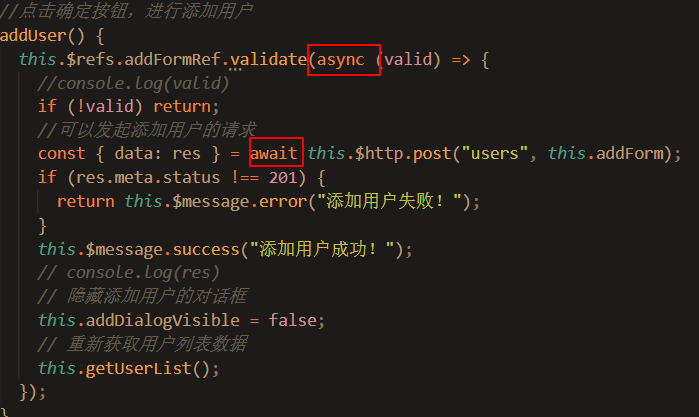 //点击确定按钮，进行添加用户
addUser() {
this.$refs.addFormRef.validate(async (valid) => {
//console.log(valid)
if (!valid) return;
//可以发起添加用户的请求
const { data: res } = await this.$http.post("users", this.addForm);
if (res.meta.status !== 201) {
return this.$message.error("添加用户失败！");
}
this.$message.success("添加用户成功！");
// console.log(res)
// 隐藏添加用户的对话框
this.addDialogVisible = false;
// 重新获取用户列表数据
this.getUserList();
});
}